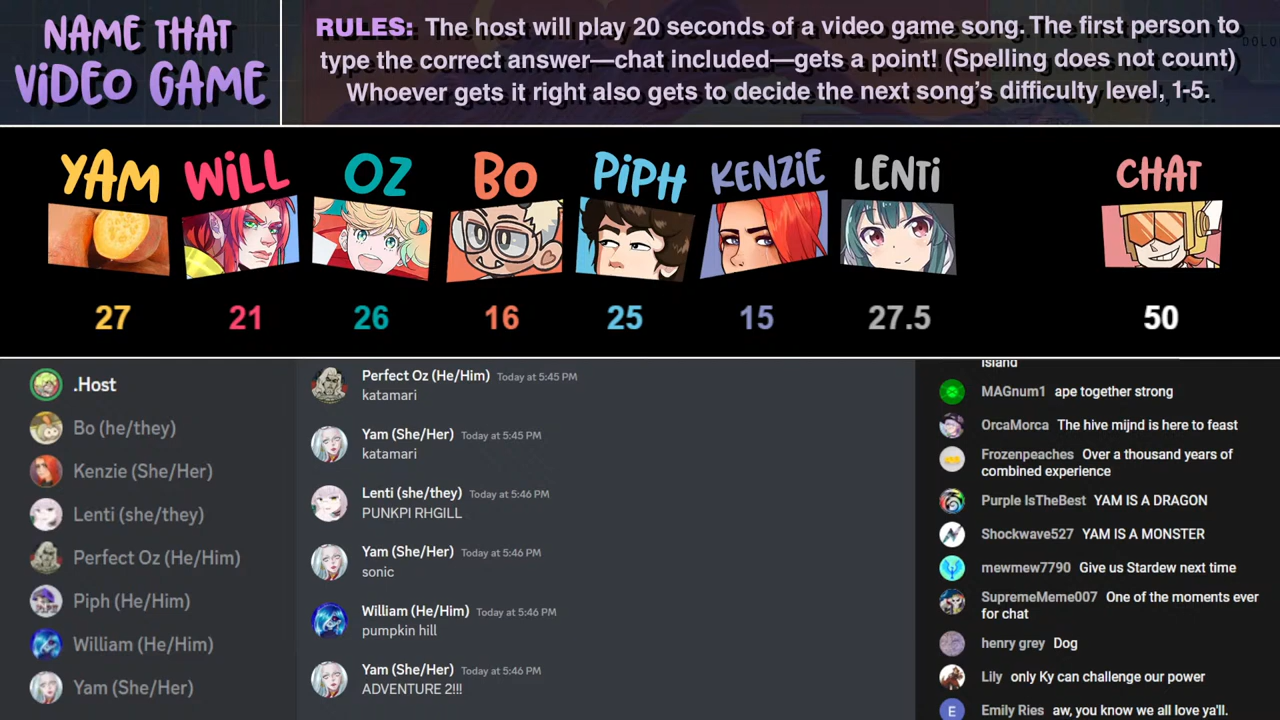 NAME THAT
ViDEO GAME
RULES: The host will play 20 seconds of a video game song. The first person to
type the correct answer—chat included—gets a point! (Spelling does not count)
Whoever gets it right also gets to decide the next song's difficulty level, 1-5.
YAM
WiLL
OZ
BO
PiPH
KENZiE
LENTi
CHAT
27
21
26
16
25
15
27.5
50
.Host
Bo (he/they)
Kenzie (She/Her)
Lenti (she/they)
Perfect Oz (He/Him)
Piph (He/Him)
William (He/Him)
Yam (She/Her)
Perfect Oz (He/Him) Today at 5:45 PM
katamari
Yam (She/Her) Today at 5:45 PM
katamari
Lenti (she/they) Today at 5:46 PM
PUNKPI RHGILL
Yam (She/Her) Today at 5:46 PM
sonic
William (He/Him) Today at 5:46 PM
pumpkin hill
Yam (She/Her) Today at 5:46 PM
ADVENTURE 2!!!
island
MAGnum1 ape together strong
OrcaMorca The hive mijnd is here to feast
Frozenpeaches Over a thousand years of
combined experience
Purple IsTheBest YAM IS A DRAGON
Shockwave527 YAM IS A MONSTER
mewmew7790 Give us Stardew next time
SupremeMeme007 One of the moments ever
for chat
henry grey Dog
Lily only Ky can challenge our power
E
Emily Ries aw, you know we all love ya'll.